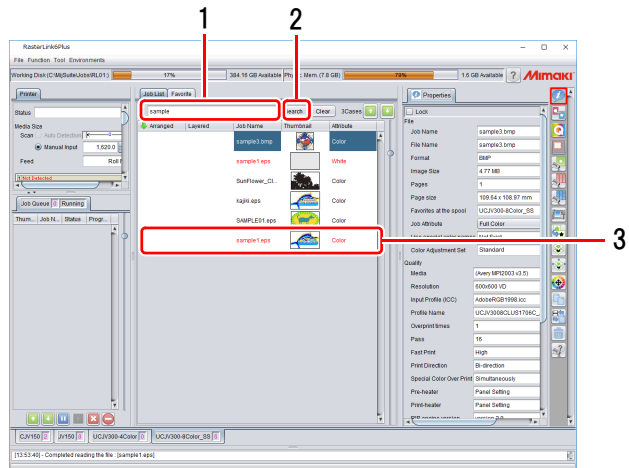 1
2
RasterLink6Plus
File Function Tool Environments
Working Disk (C:\MijSuite\Jobs\RL01:)
17%
384.16 GB Available
Mem. (7.8 GB)
79%
1.6 GB Available
?
Mimaki
Printer
Status
Media Size
Scan
Auto Detection
Manual Input
1,620.0
Feed
Roll
Not Selected
Job Queue 0 Running
Thum... Job N... Status Progr...
Job List Favorite
sample
earch
Clear
3Cases
Arranged Layered Job Name Thumbnail Attribute
sample3.bmp Color
sample1.eps White
SunFlower_Cl... Color
kajiki.eps Color
SAMPLE01.eps Color
sample1.eps Color
3
Properties
Lock
File
Job Name sample3.bmp
File Name sample3.bmp
Format BMP
Image Size 4.77 MB
Pages 1
Page size 109.64 x 108.97 mm
Favorites at the spool UCJV300-8Color_SS
Job Attribute Full Color
Color Adjustment Set Standard
Quality
Media (Avery MPI2003 v3.5)
Resolution 600x600 VD
Input Profile (ICC) AdobeRGB1998.icc
Profile Name UCJV3008CLUS1706C_
Overprint times 1
Pass 16
Fast Print High
Print Direction Bi-direction
Special Color Over Print Simultaneously
Pre-heater Panel Setting
Print-heater Panel Setting
CJV150 2 JV150 0 UCJV300-4Color 0 UCJV300-8Color_SS 6
[13:53:40] - Completed reading the file : [sample1.eps]